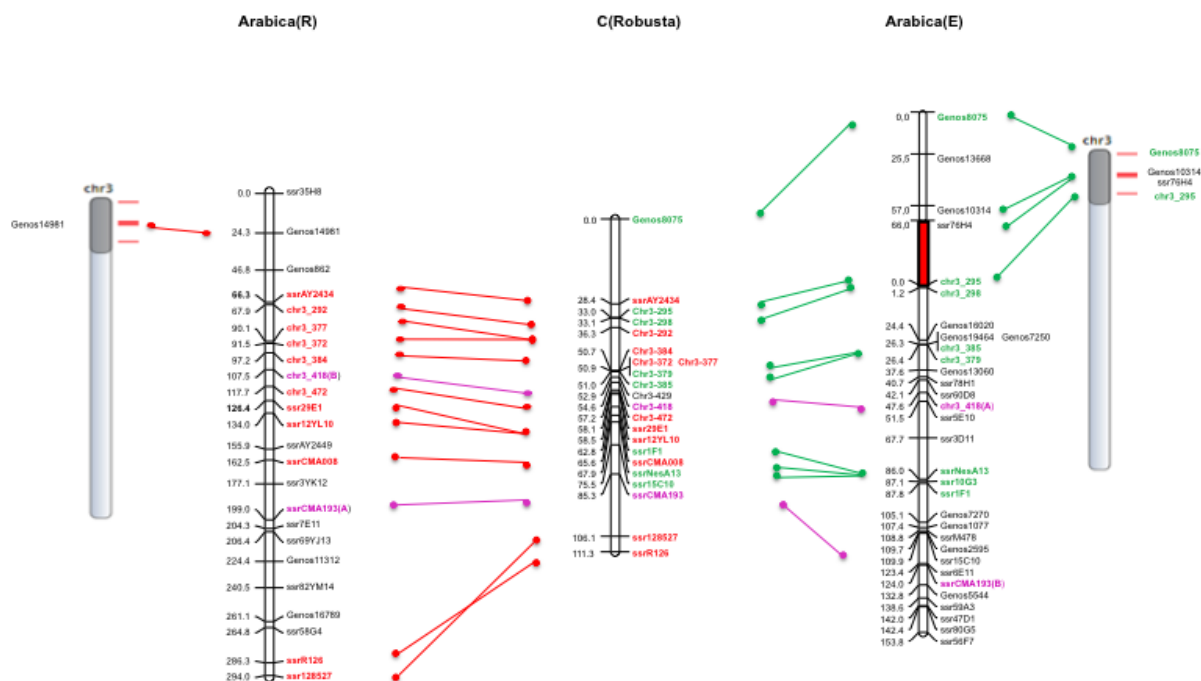 Arabica(R)
C(Robusta)
Arabica(E)
chr3
Genos14981
0.0 ssr35H8
24.3 Genos14981
46.8 Genos862
66.3 ssrAY2434
67.9 chr3_292
90.1 chr3_377
91.5 chr3_372
97.2 chr3_384
107.5 chr3_418(B)
117.7 chr3_472
126.4 ssr29E1
134.0 ssr12YL10
155.9 ssrAY2449
162.5 ssrCMA008
177.1 ssr3YK12
199.0 ssrCMA193(A)
204.3 ssr7E11
206.4 ssr69YJ13
224.4 Genos11312
240.5 ssr82YM14
261.1 Genos16789
264.8 ssr58G4
286.3 ssrR126
294.0 ssr128527
0.0 Genos8075
28.4 ssrAY2434
33.0 Chr3-295
33.1 Chr3-298
36.3 Chr3-292
50.7 Chr3-384
50.9 Chr3-372 Chr3-377
Chr3-379
51.0 Chr3-385
52.9 Chr3-429
54.6 Chr3-418
57.2 Chr3-472
58.1 ssr29E1
58.5 ssr12YL10
62.8 ssr1F1
65.6 ssrCMA008
67.9 ssrNesA13
75.5 ssr15C10
85.3 ssrCMA193
106.1 ssr128527
111.3 ssrR126
0,0 Genos8075
25,5 Genos13668
57,0 Genos10314
66,0 ssr76H4
0.0 chr3_295
1.2 chr3_298
24.4 Genos16020
Genos19464 Genos7250
26.3 chr3_385
26.4 chr3_379
37.6 Genos13060
40.7 ssr78H1
42.1 ssr60D8
47.6 chr3_418(A)
51.5 ssr5E10
67.7 ssr3D11
86.0 ssrNesA13
87.1 ssr10G3
87.8 ssr1F1
105.1 Genos7270
107.4 Genos1077
108.8 ssrM478
109.7 Genos2595
109.9 ssr15C10
123.4 ssr6E11
124.0 ssrCMA193(B)
132.8 Genos5544
138.6 ssr59A3
142.0 ssr47D1
142.4 ssr80G5
153.8 ssr56F7
chr3
Genos8075
Genos10314
ssr76H4
chr3_295